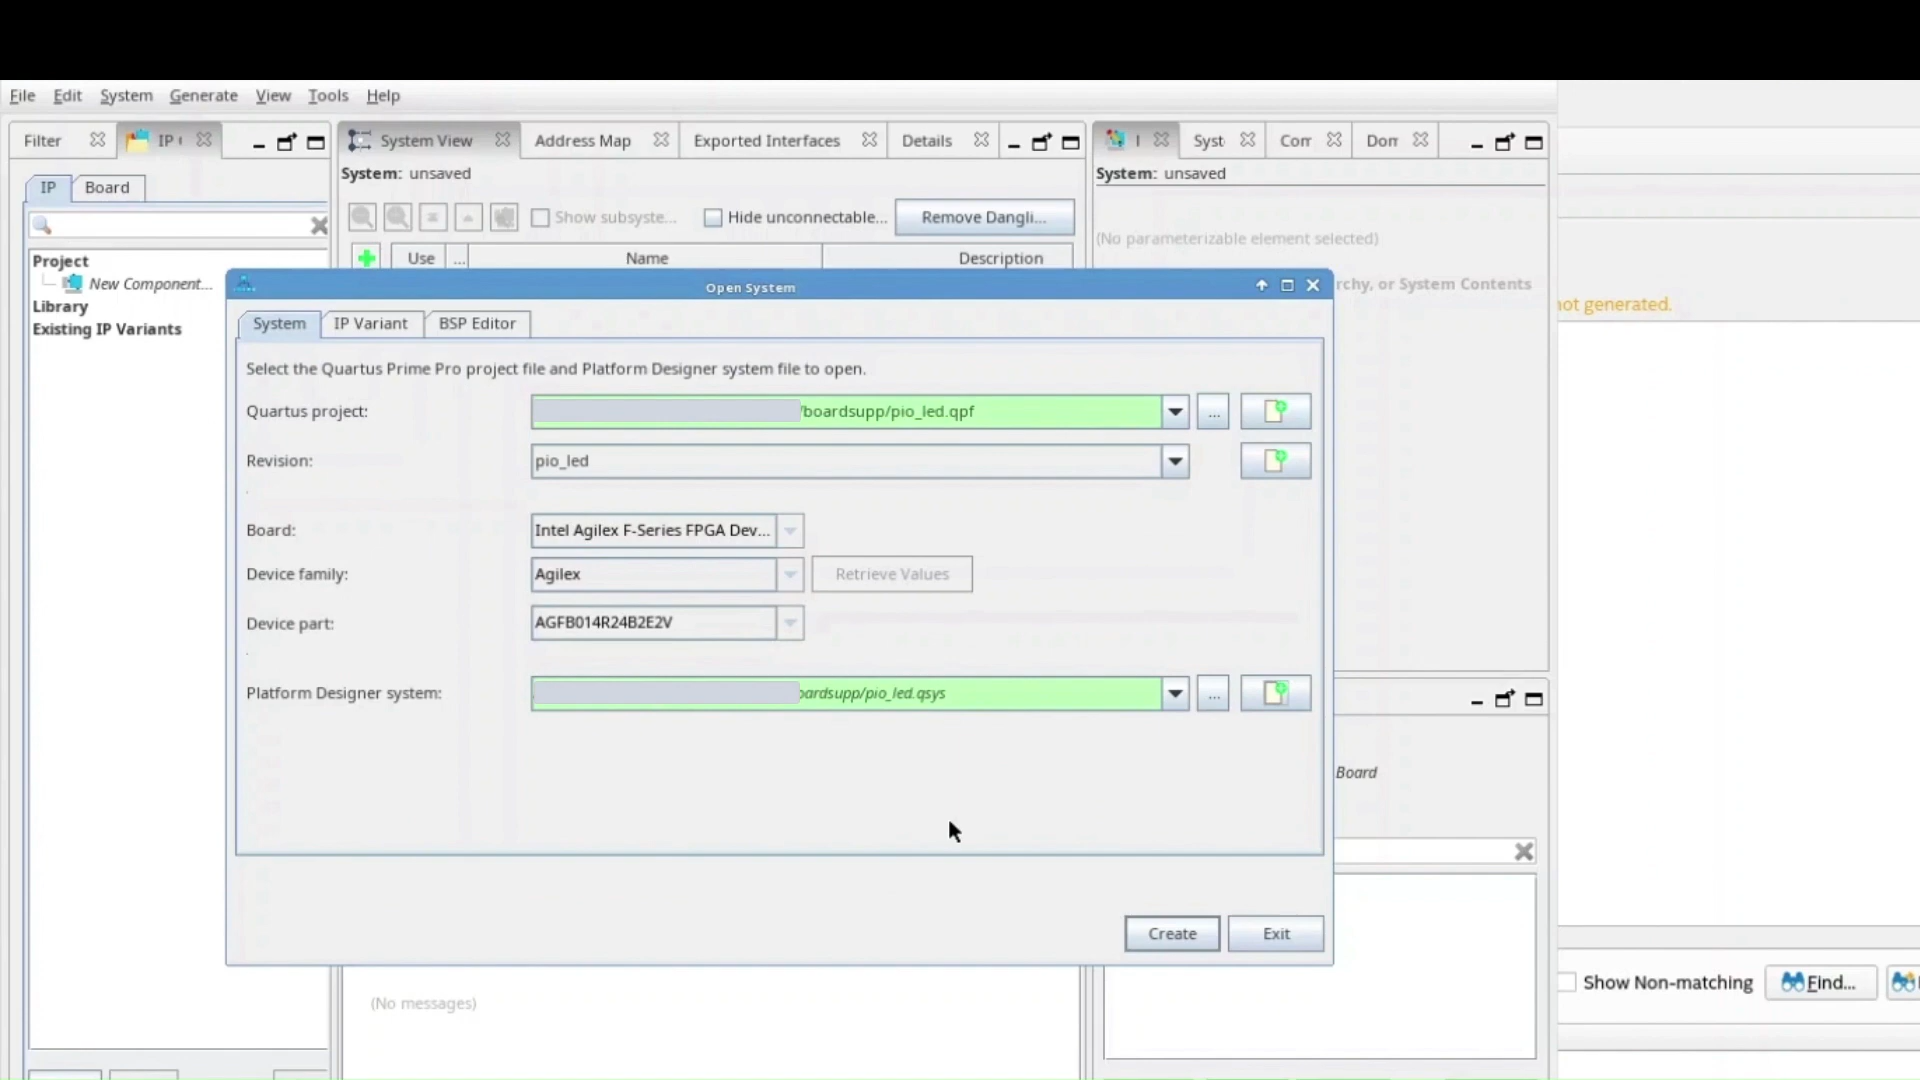 File Edit System Generate View Tools Help
Filter IP System View Address Map Exported Interfaces Details I Syst Con Don
System: unsaved System: unsaved
IP Board
Show subsyste... Hide unconnectable... Remove Dangli...
(No parameterizable element selected)
Project Use ... Name Description
New Component... rchy, or System Contents
Library
Existing IP Variants
not generated.
Open System
System IP Variant BSP Editor
Select the Quartus Prime Pro project file and Platform Designer system file to open.
Quartus project: /boardsupp/pio_led.qpf ...
Revision: pio_led
Board: Intel Agilex F-Series FPGA Dev...
Device family: Agilex Retrieve Values
Device part: AGFB014R24B2E2V
Platform Designer system: oardsupp/pio_led.qsys ...
Board
Create Exit
Show Non-matching Find...
(No messages)